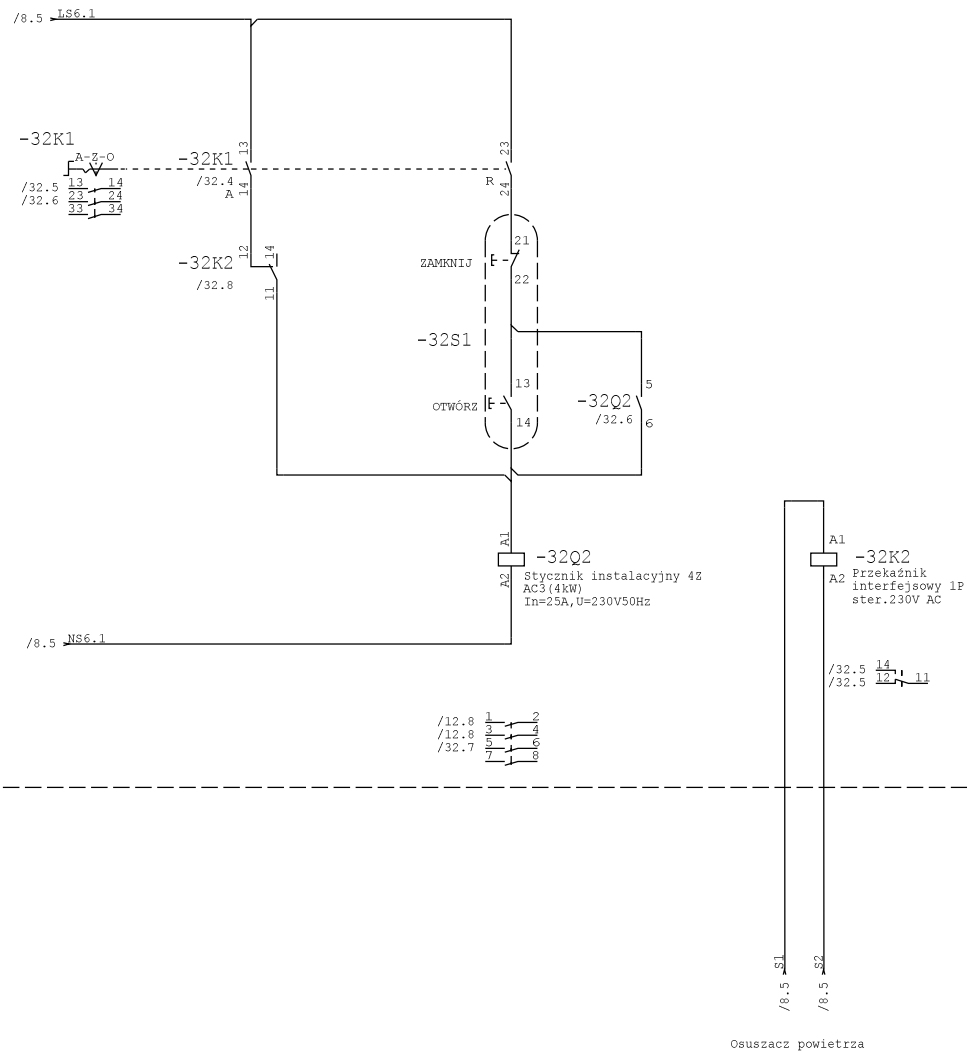 /8.5 LS6.1
-32K1
A-Z-O
/32.5 13 14
/32.6 23 24
33 34
-32K1
/32.4
A
13
14
R
23
24
-32K2
/32.8
12
14
11
ZAMKNIJ
21
22
-32S1
OTWÓRZ
13
14
-32Q2
/32.6
5
6
A1
A2
-32Q2
Stycznik instalacyjny 4Z
AC3(4kW)
In=25A,U=230V50Hz
A1
A2
-32K2
Przekaźnik
interfejsowy 1P
ster.230V AC
/8.5 NS6.1
/32.5 14
/32.5 12 11
/12.8 1 2
/12.8 3 4
/32.7 5 6
7 8
S1
S2
/8.5
/8.5
Osuszacz powietrza